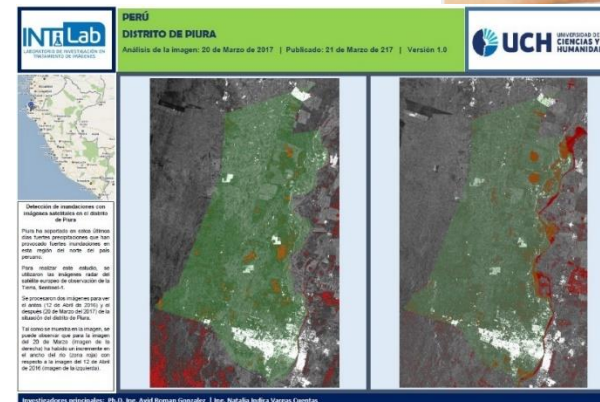 INTi Lab
LABORATORIO DE INVESTIGACIÓN EN
TRATAMIENTO DE IMÁGENES
PERÚ
DISTRITO DE PIURA
Análisis de la imagen: 20 de Marzo de 2017 | Publicado: 21 de Marzo de 217 | Versión 1.0
UCH
UNIVERSIDAD DE
CIENCIAS Y
HUMANIDA
Detección de inundaciones con
imágenes satelitales en el distrito
de Piura
Piura ha soportado en estos últimos
días fuertes precipitaciones que han
provocado fuertes inundaciones en
esta región del norte del país
peruano.
Para realizar este estudio, se
utilizaron las imágenes radar del
satélite europeo de observación de la
Tierra, Sentinel-1.
Se procesaron dos imágenes para ver
el antes (12 de Abril de 2016) y el
después (20 de Marzo del 2017) de la
situación del distrito de Piura.
Tal como se muestra en la imagen, se
puede observar que para la imagen
del 20 de Marzo (imagen de la
derecha) ha habido un incremento en
el ancho del río (zona roja) con
respecto a la imagen del 12 de Abril
de 2016 (imagen de la izquierda).
Investigadores principales: Ph.D. Ing. Avid Roman Gonzalez | Ing. Natalia Indira Vargas Cuentas